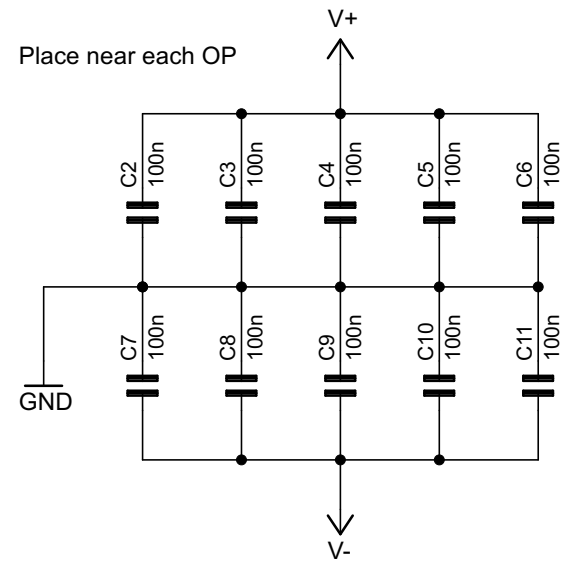 V+
Place near each OP
C2
100n
C3
100n
C4
100n
C5
100n
C6
100n
C7
100n
C8
100n
C9
100n
C10
100n
C11
100n
GND
V-